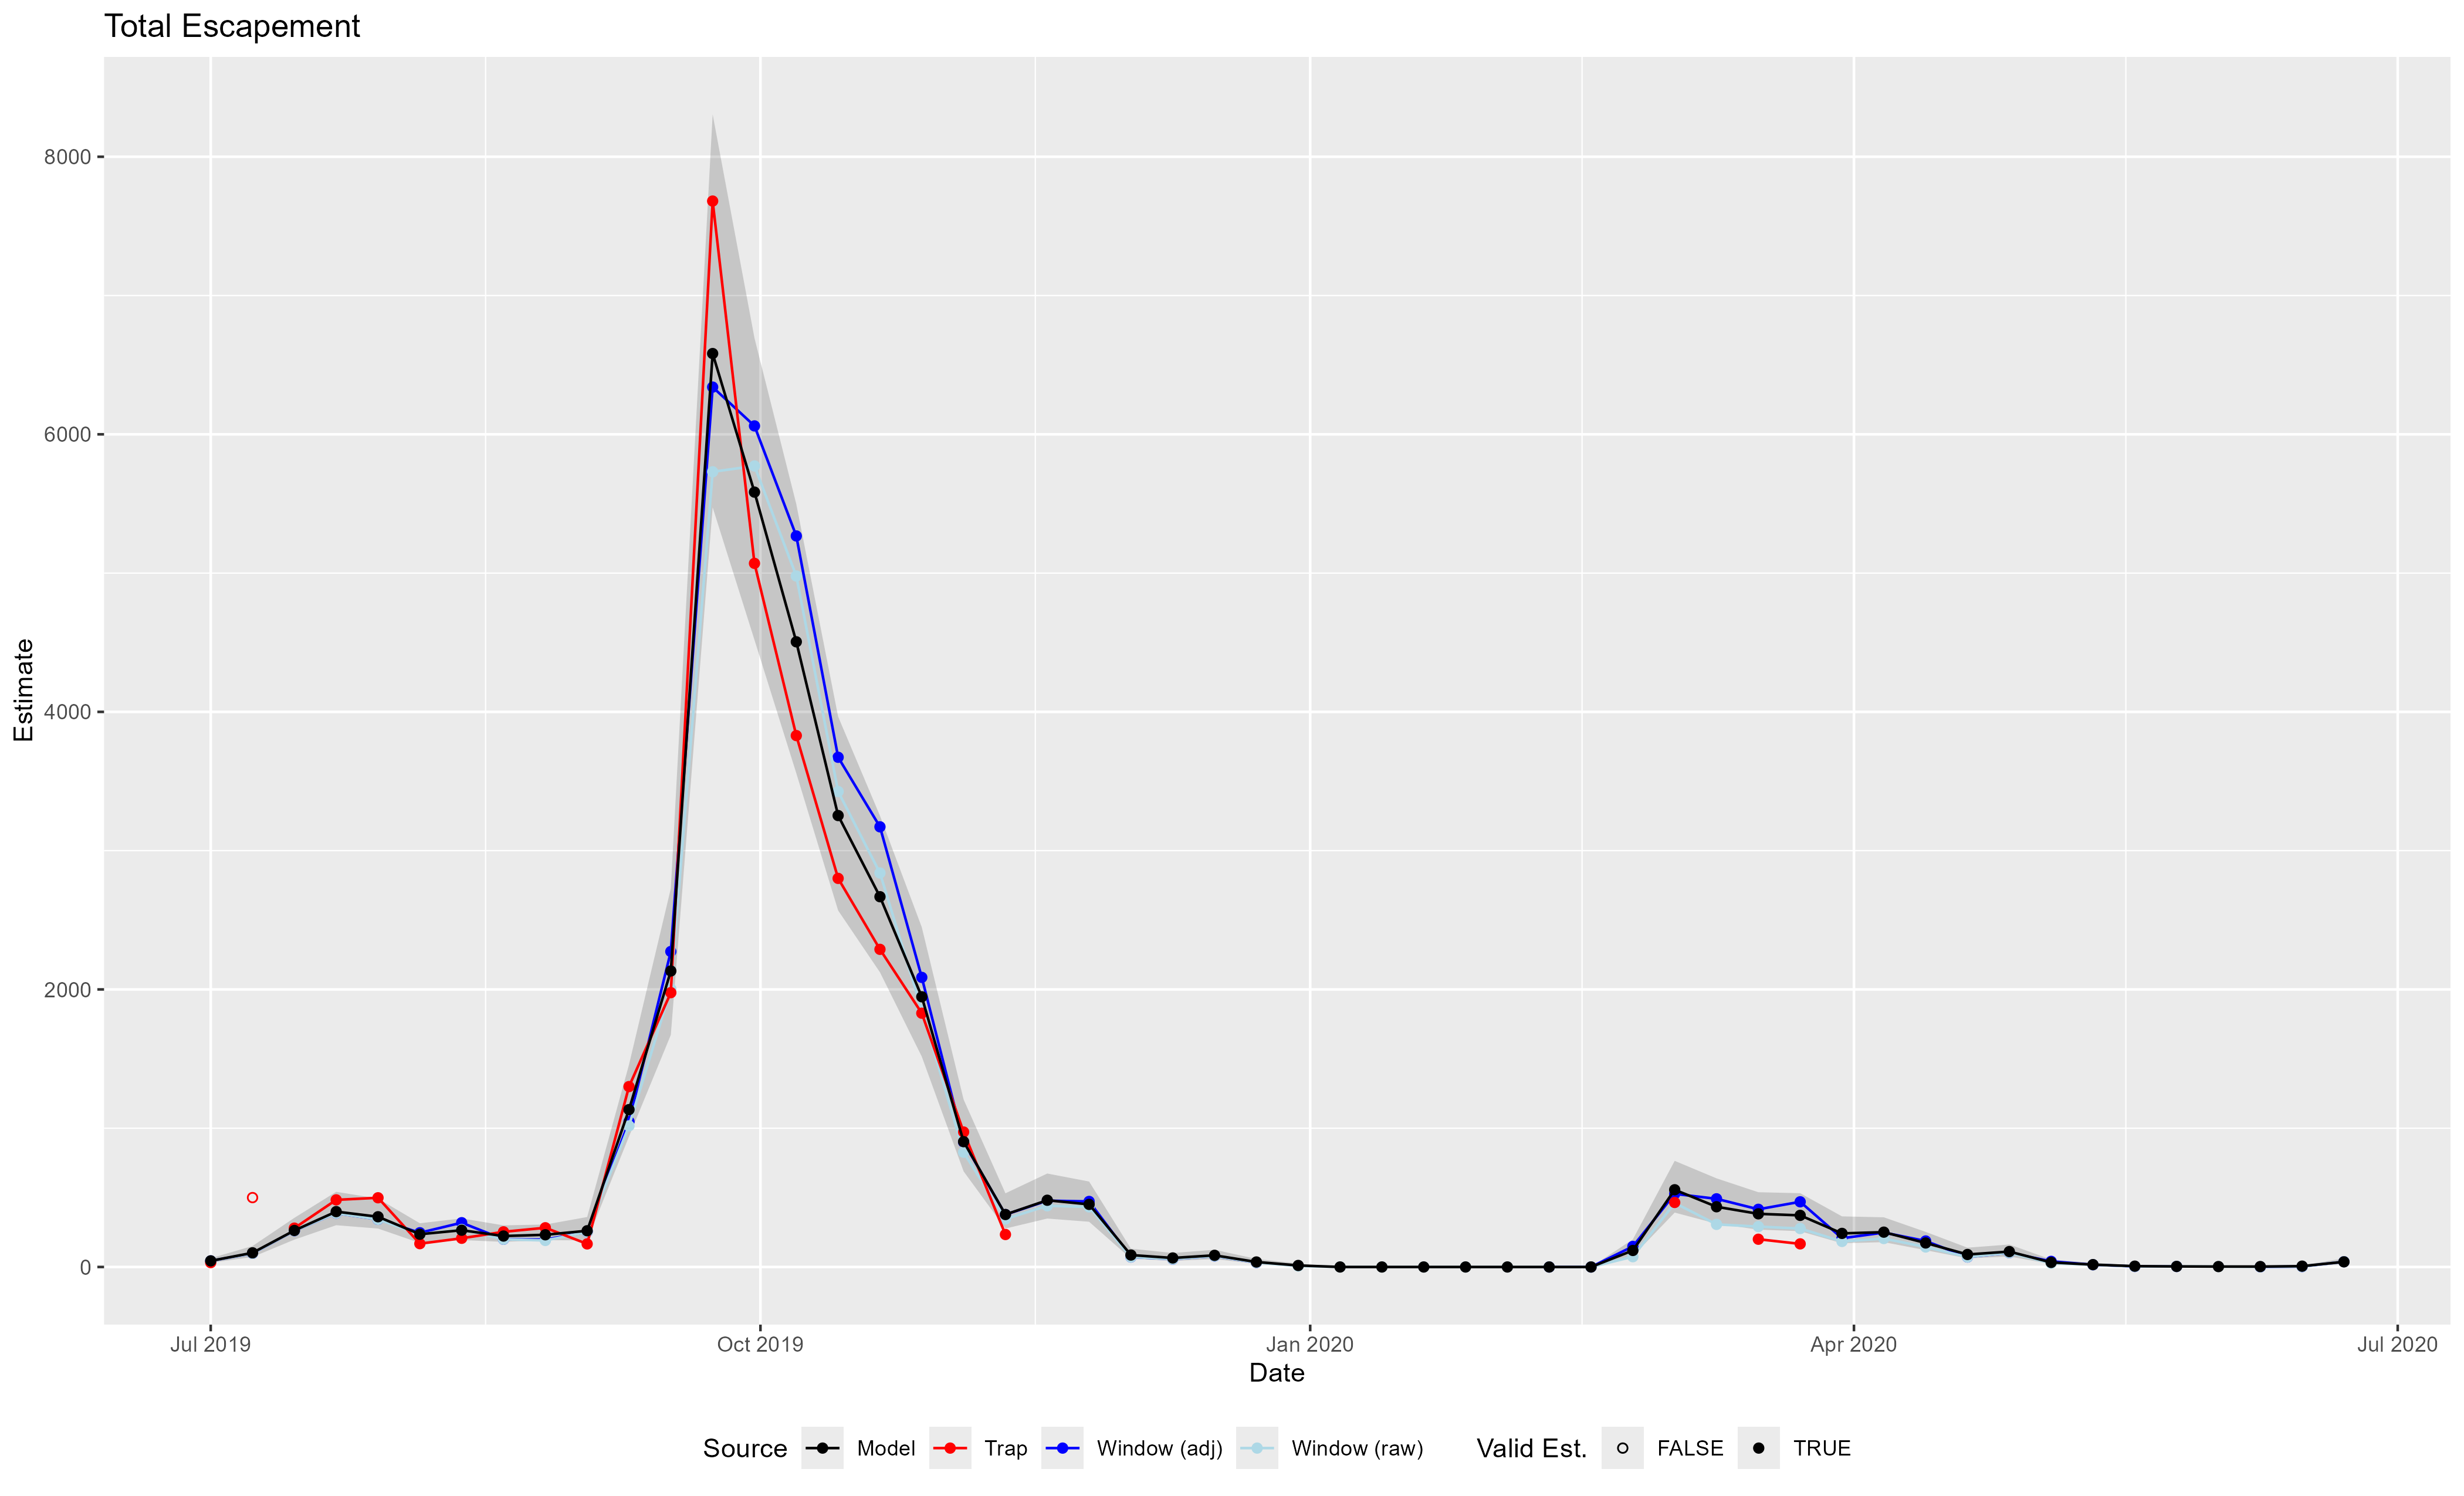 Total Escapement
Estimate
8000
6000
4000
2000
0
Jul 2019 Oct 2019 Jan 2020 Apr 2020 Jul 2020
Date
Source Model Trap Window (adj) Window (raw) Valid Est. FALSE TRUE